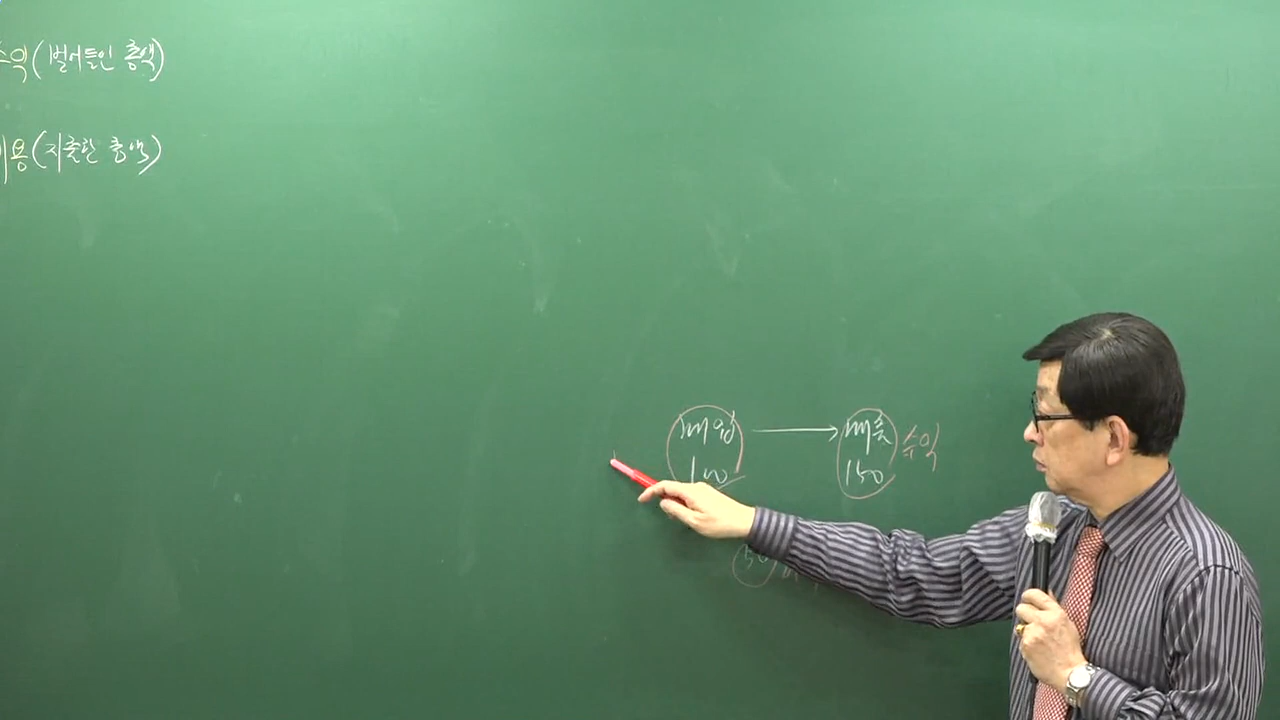 수익(벌어들인 총액)
비용(지출한 총액)
매입 → 매출 수익
100 150
50